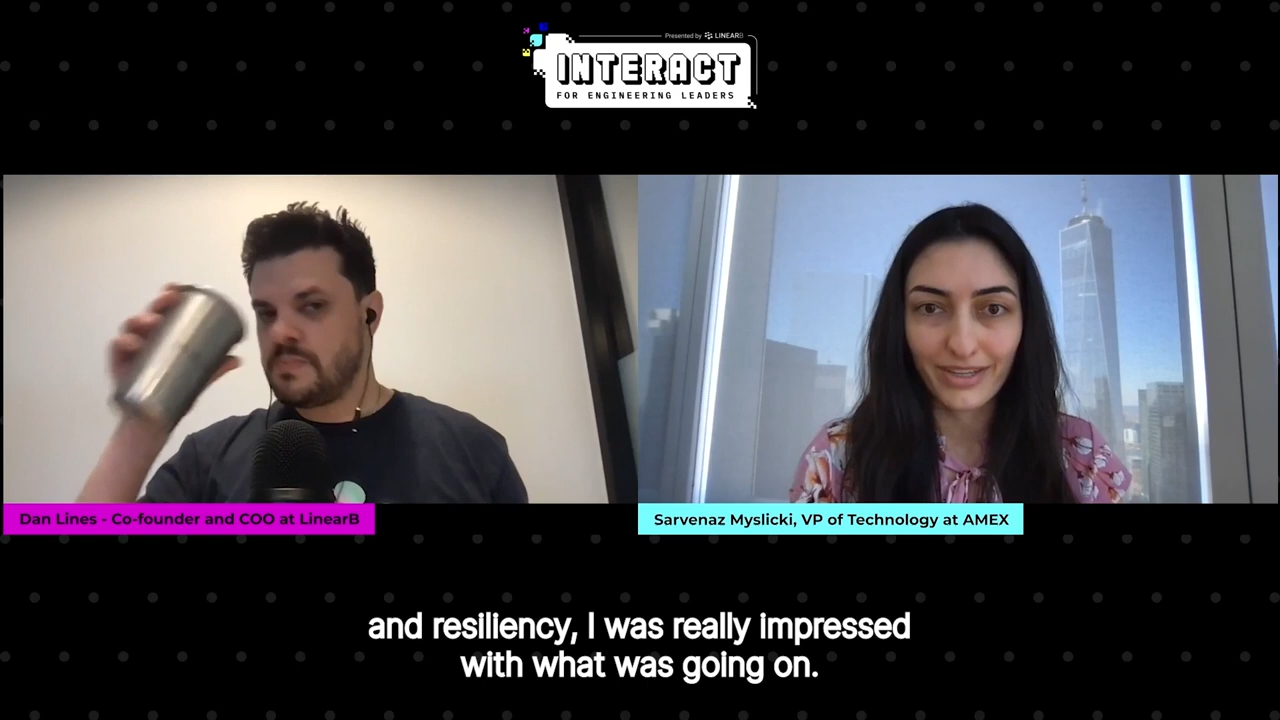 Presented by LINEARB
INTERACT
FOR ENGINEERING LEADERS
Dan Lines - Co-founder and COO at LinearB
Sarvenaz Myslicki, VP of Technology at AMEX
and resiliency, I was really impressed
with what was going on.